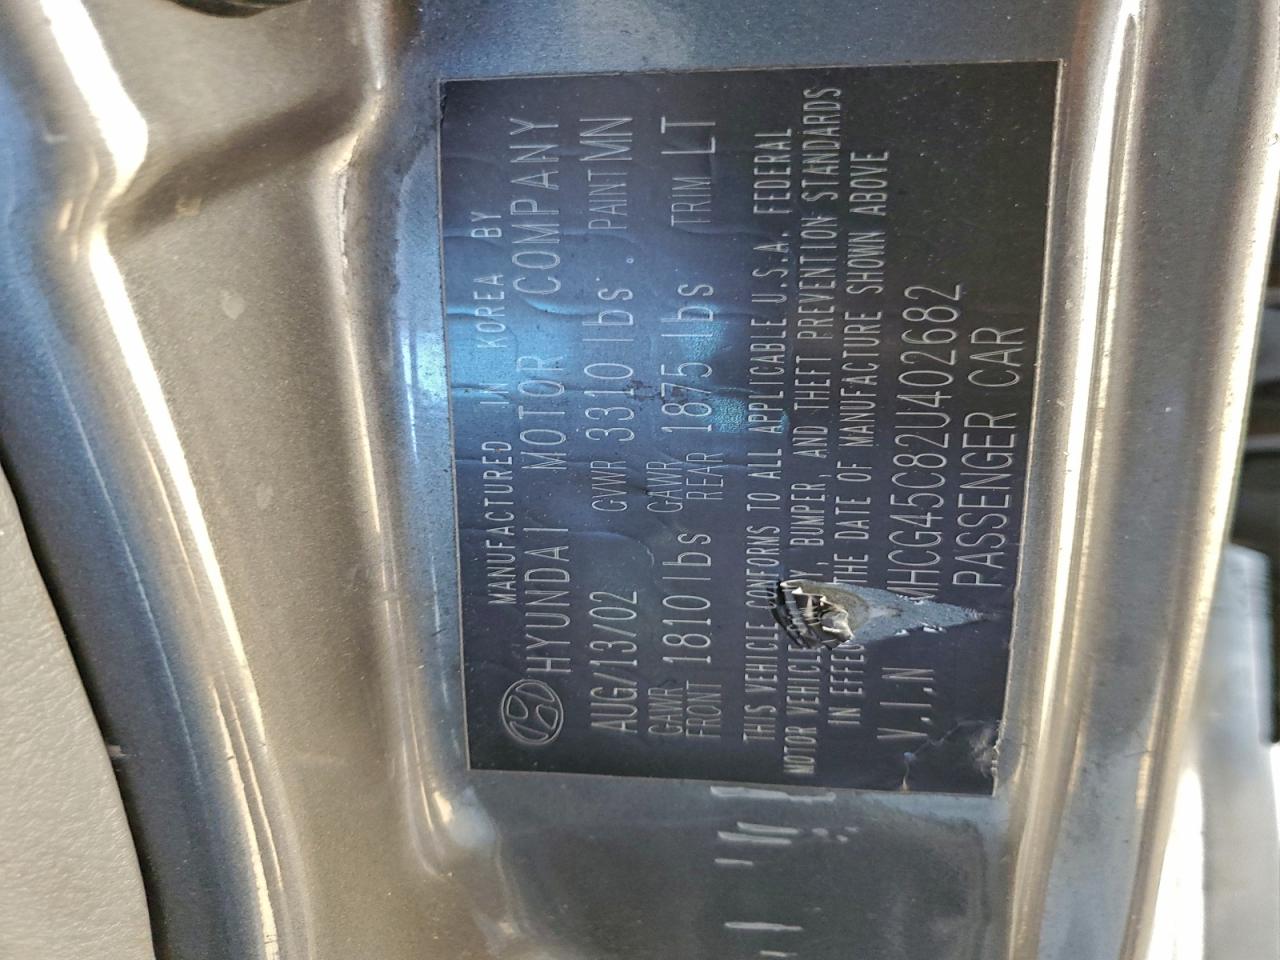 MANUFACTURED IN KOREA BY
HYUNDAI MOTOR COMPANY
AUG/13/02 GVWR 3310 lbs. PAINT MN
GAWR FRONT 1810 lbs GAWR REAR 1875 lbs TRIM LT
THIS VEHICLE CONFORMS TO ALL APPLICABLE U.S.A. FEDERAL
MOTOR VEHICLE BUMPER, AND THEFT PREVENTION STANDARDS
IN THE DATE OF MANUFACTURE SHOWN ABOVE
V.I.N MHCG45C82U402682
PASSENGER CAR